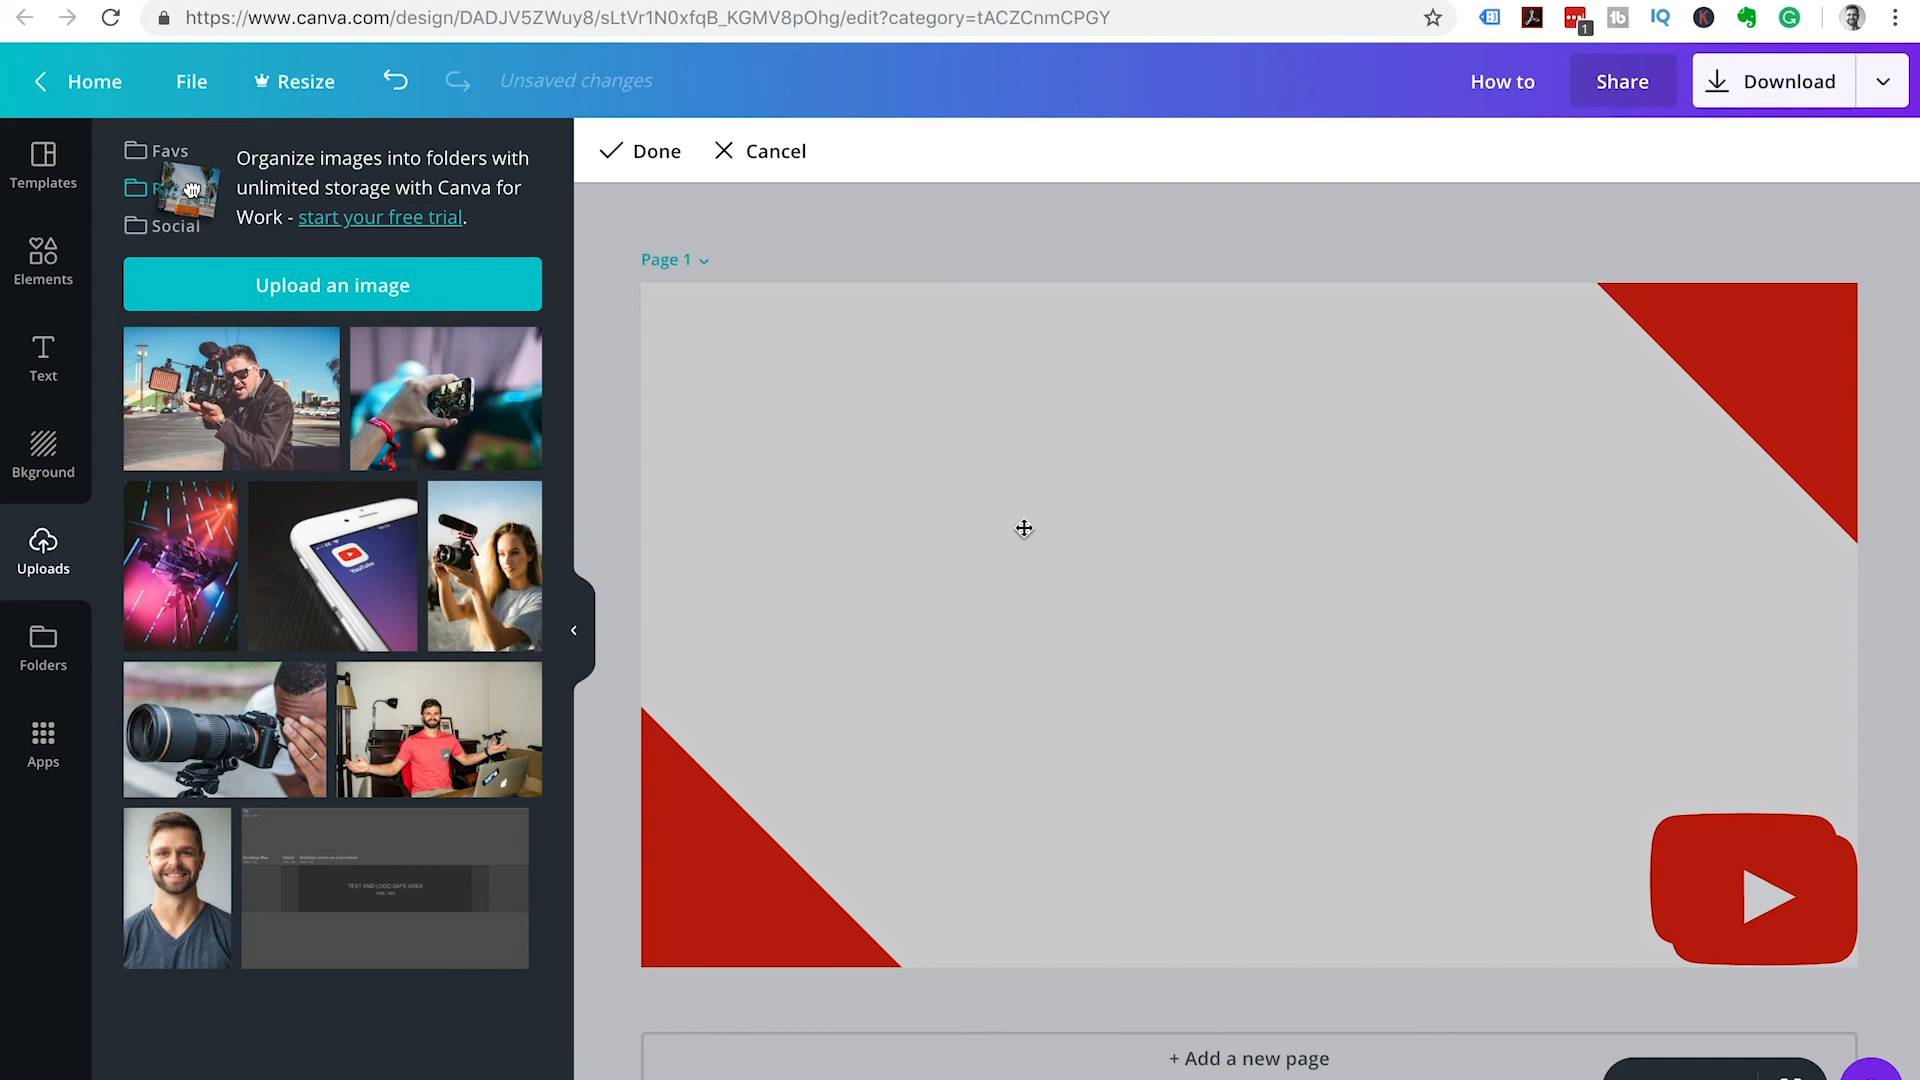 https://www.canva.com/design/DADJV5ZWuy8/sLtVr1N0xfqB_KGMV8pOhg/edit?category=tACZCnmCPGY
1
Home
File
Resize
Unsaved changes
How to
Share
Download
Templates
Elements
Text
Bkground
Uploads
Folders
Apps
Favs
Social
Organize images into folders with
unlimited storage with Canva for
Work - start your free trial.
Upload an image
YouTube
TEXT AND LOGO SAFE AREA
Done
Cancel
Page 1
+ Add a new page